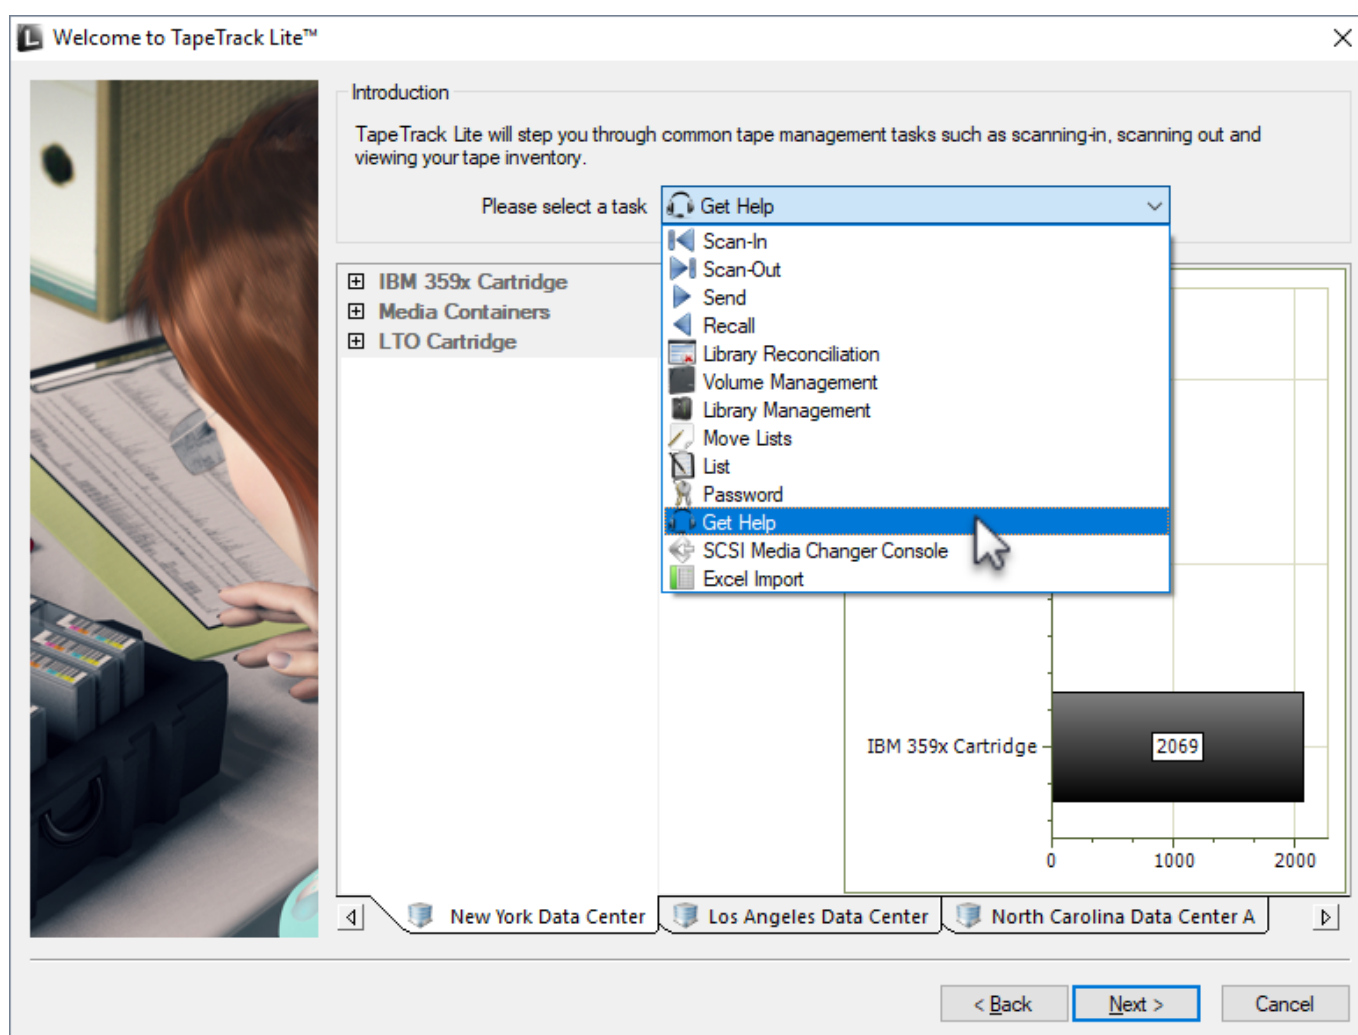 Welcome to TapeTrack Lite™
Introduction
TapeTrack Lite will step you through common tape management tasks such as scanning-in, scanning out and
viewing your tape inventory.
Please select a task
Get Help
Scan-In
Scan-Out
Send
Recall
Library Reconciliation
Volume Management
Library Management
Move Lists
List
Password
Get Help
SCSI Media Changer Console
Excel Import
IBM 359x Cartridge
Media Containers
LTO Cartridge
IBM 359x Cartridge
2069
0 1000 2000
New York Data Center
Los Angeles Data Center
North Carolina Data Center A
< Back
Next >
Cancel